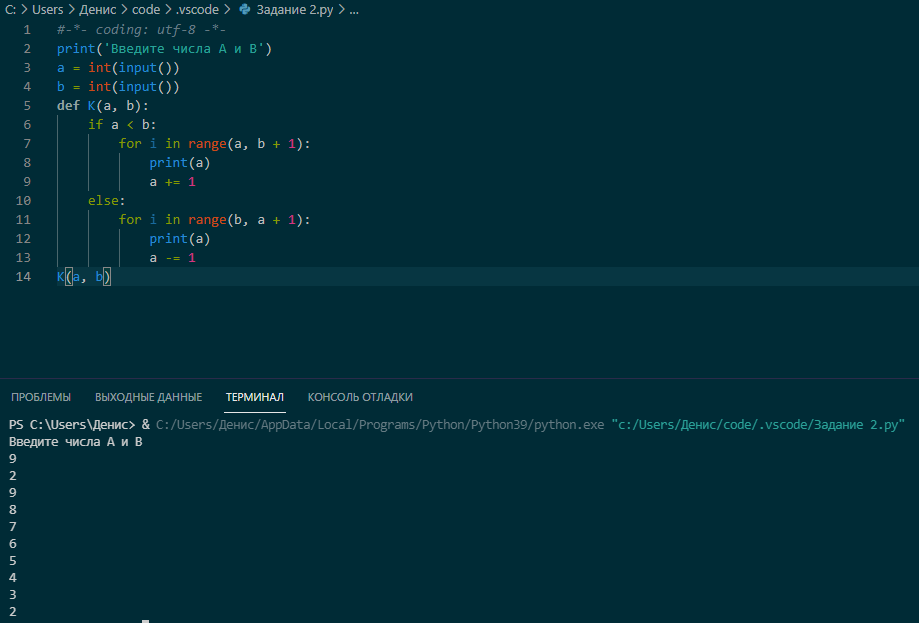 C: > Users > Денис > code > .vscode > Задание 2.py > ...
1 #-*- coding: utf-8 -*-
2 print('Введите числа A и B')
3 a = int(input())
4 b = int(input())
5 def K(a, b):
6     if a < b:
7         for i in range(a, b + 1):
8             print(a)
9             a += 1
10     else:
11         for i in range(b, a + 1):
12             print(a)
13             a -= 1
14 K(a, b)
ПРОБЛЕМЫ ВЫХОДНЫЕ ДАННЫЕ ТЕРМИНАЛ КОНСОЛЬ ОТЛАДКИ
PS C:\Users\Денис> & C:/Users/Денис/AppData/Local/Programs/Python/Python39/python.exe "c:/Users/Денис/code/.vscode/Задание 2.py"
Введите числа A и B
9
2
9
8
7
6
5
4
3
2